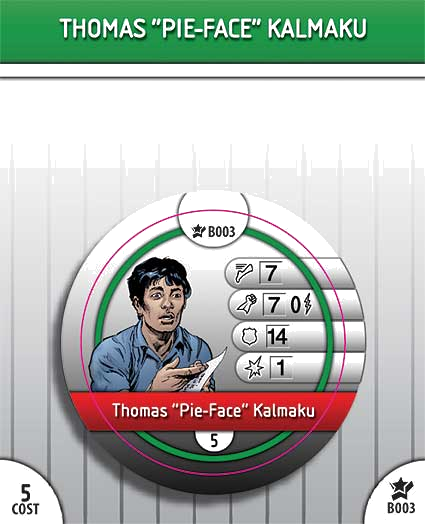 THOMAS "PIE-FACE" KALMAKU
B003
7
7 0
14
1
Thomas "Pie-Face" Kalmaku
5
5
COST
B003